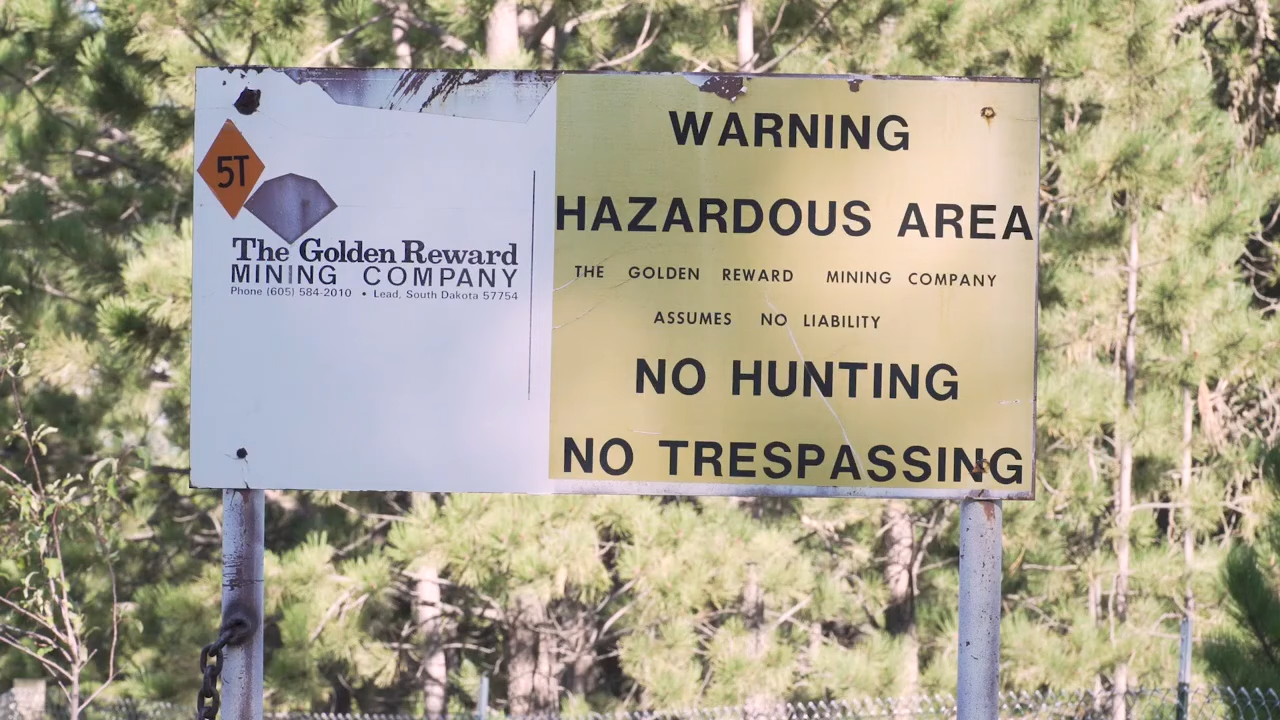 5T
The Golden Reward
MINING COMPANY
Phone (605) 584-2010 • Lead, South Dakota 57754
WARNING
HAZARDOUS AREA
THE GOLDEN REWARD MINING COMPANY
ASSUMES NO LIABILITY
NO HUNTING
NO TRESPASSING